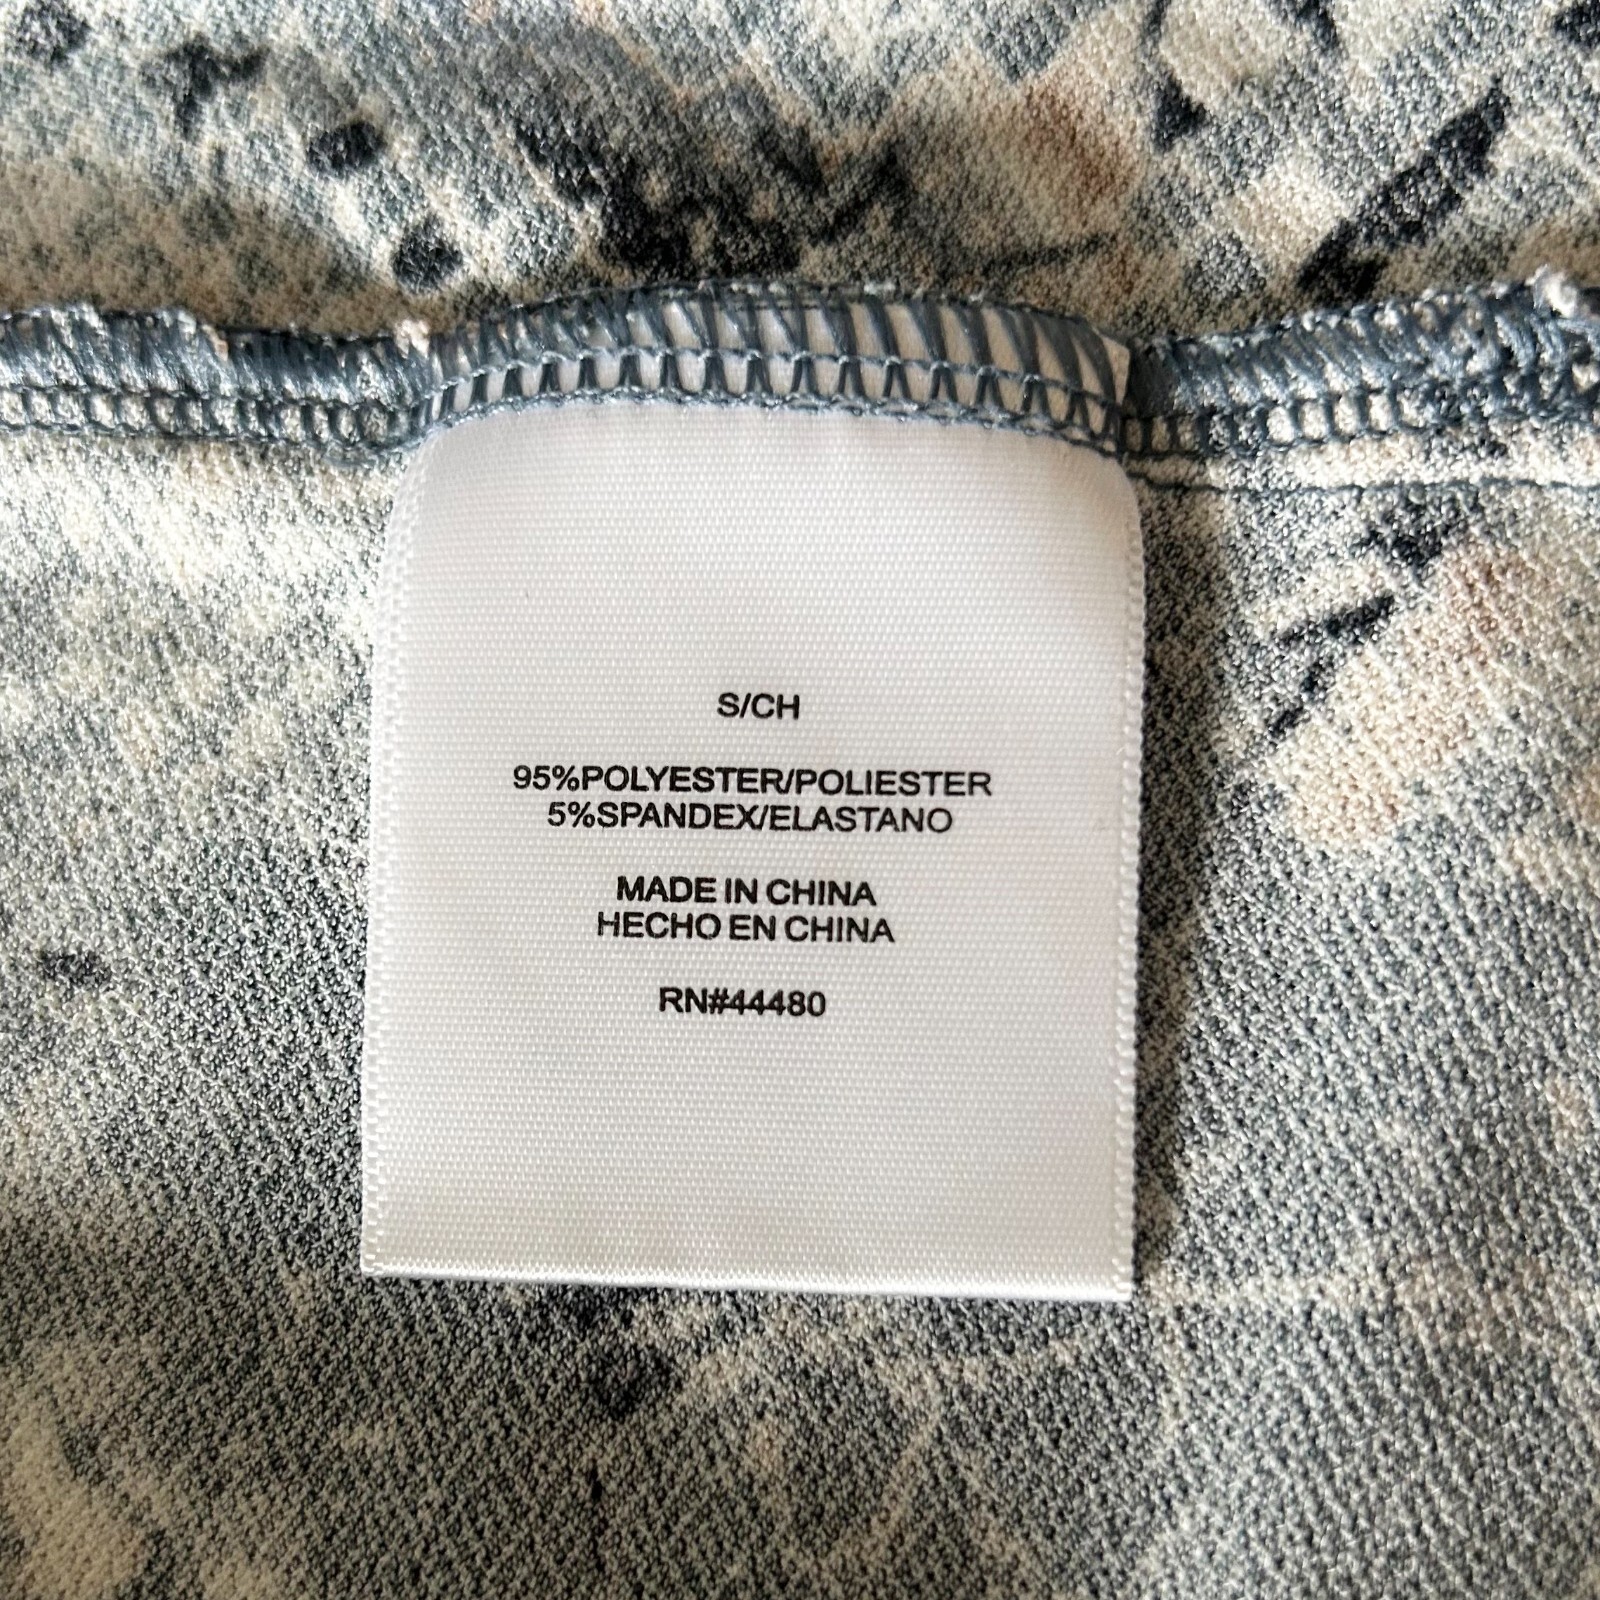 S/CH
95%POLYESTER/POLIESTER
5%SPANDEX/ELASTANO
MADE IN CHINA
HECHO EN CHINA
RN#44480